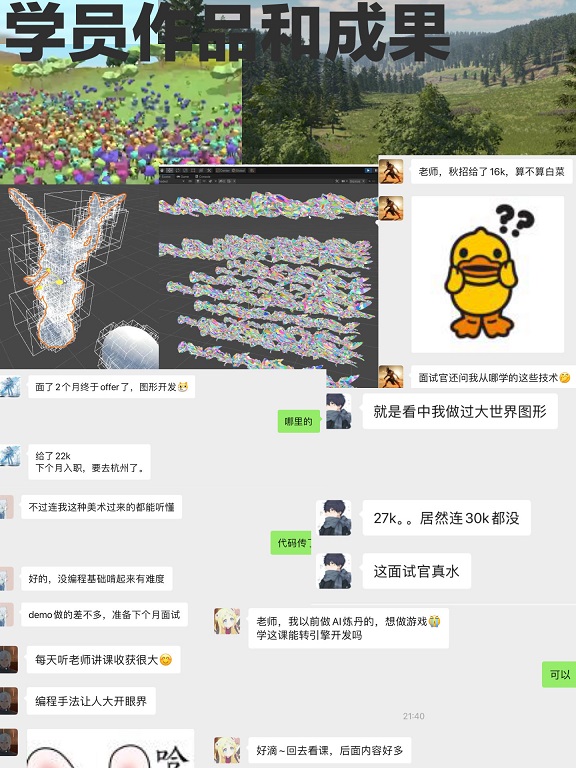 学员作品和成果
老师，秋招给了16k，算不算白菜
??
面试官还问我从哪学的这些技术🤔
面了2个月终于offer了，图形开发🥹
哪里的
就是看中我做过大世界图形
给了22k
下个月入职，要去杭州了。
不过连我这种美术过来的都能听懂
27k。。居然连30k都没
代码传了
这面试官真水
好的，没编程基础啃起来有难度
demo做的差不多，准备下个月面试
老师，我以前做AI炼丹的，想做游戏😭
学这课能转引擎开发吗
每天听老师讲课收获很大😊
可以
编程手法让人大开眼界
21:40
哈
好滴~回去看课，后面内容好多